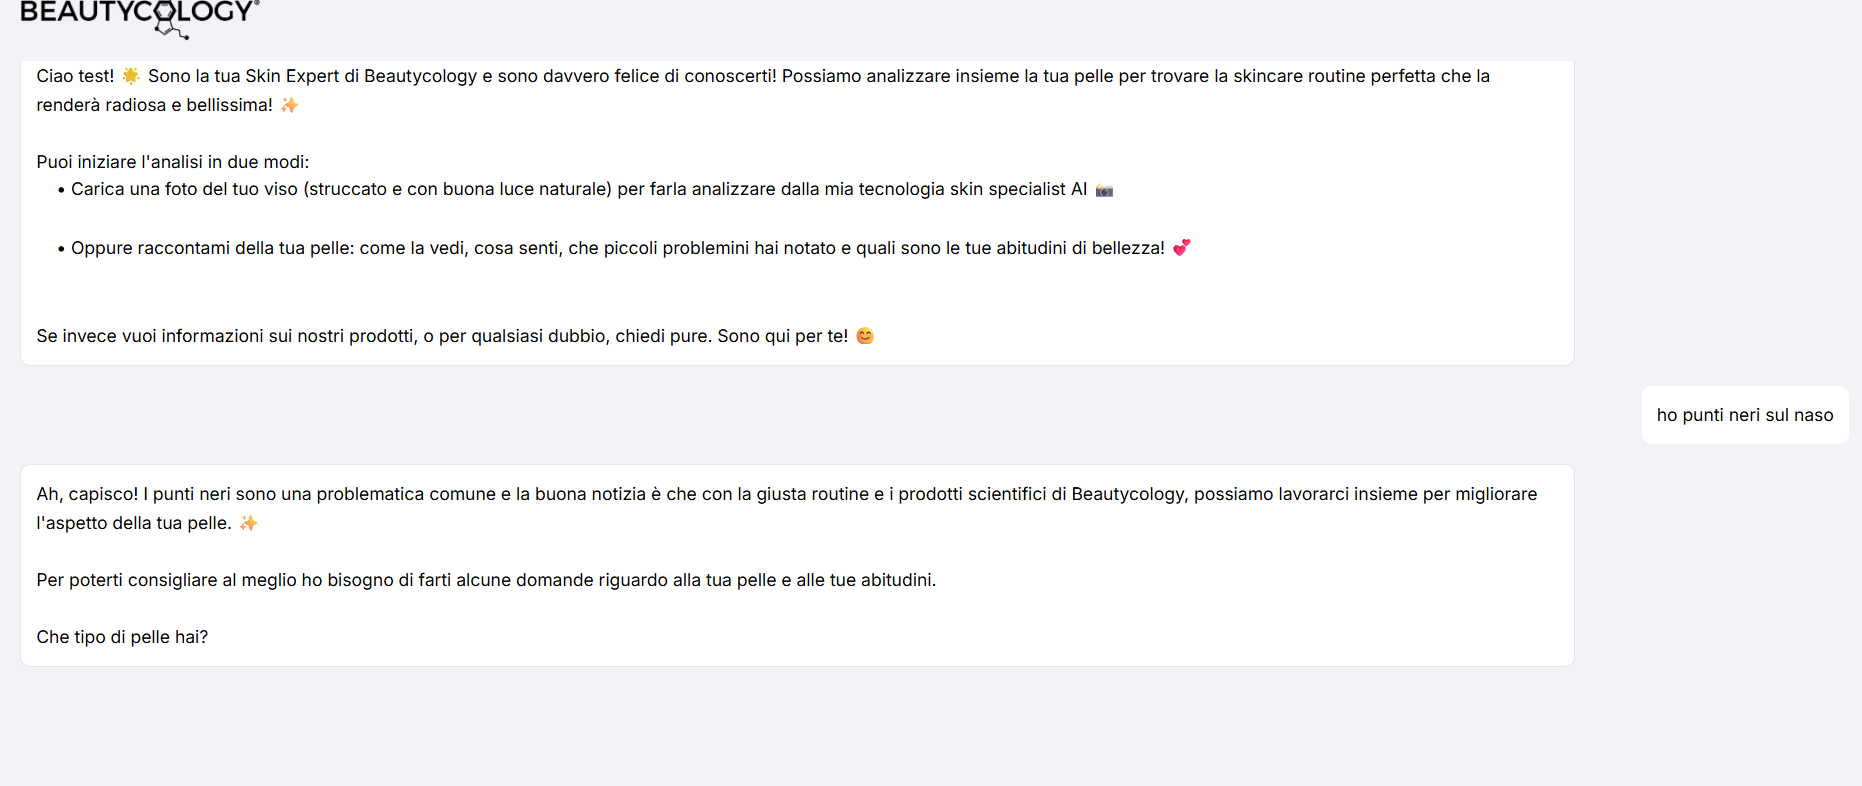 BEAUTYCOLOGY®
Ciao test! 🌟 Sono la tua Skin Expert di Beautycology e sono davvero felice di conoscerti! Possiamo analizzare insieme la tua pelle per trovare la skincare routine perfetta che la
renderà radiosa e bellissima! ✨
Puoi iniziare l'analisi in due modi:
• Carica una foto del tuo viso (struccato e con buona luce naturale) per farla analizzare dalla mia tecnologia skin specialist AI 📸
• Oppure raccontami della tua pelle: come la vedi, cosa senti, che piccoli problemini hai notato e quali sono le tue abitudini di bellezza! 💕
Se invece vuoi informazioni sui nostri prodotti, o per qualsiasi dubbio, chiedi pure. Sono qui per te! 😊
ho punti neri sul naso
Ah, capisco! I punti neri sono una problematica comune e la buona notizia è che con la giusta routine e i prodotti scientifici di Beautycology, possiamo lavorarci insieme per migliorare
l'aspetto della tua pelle. ✨
Per poterti consigliare al meglio ho bisogno di farti alcune domande riguardo alla tua pelle e alle tue abitudini.
Che tipo di pelle hai?